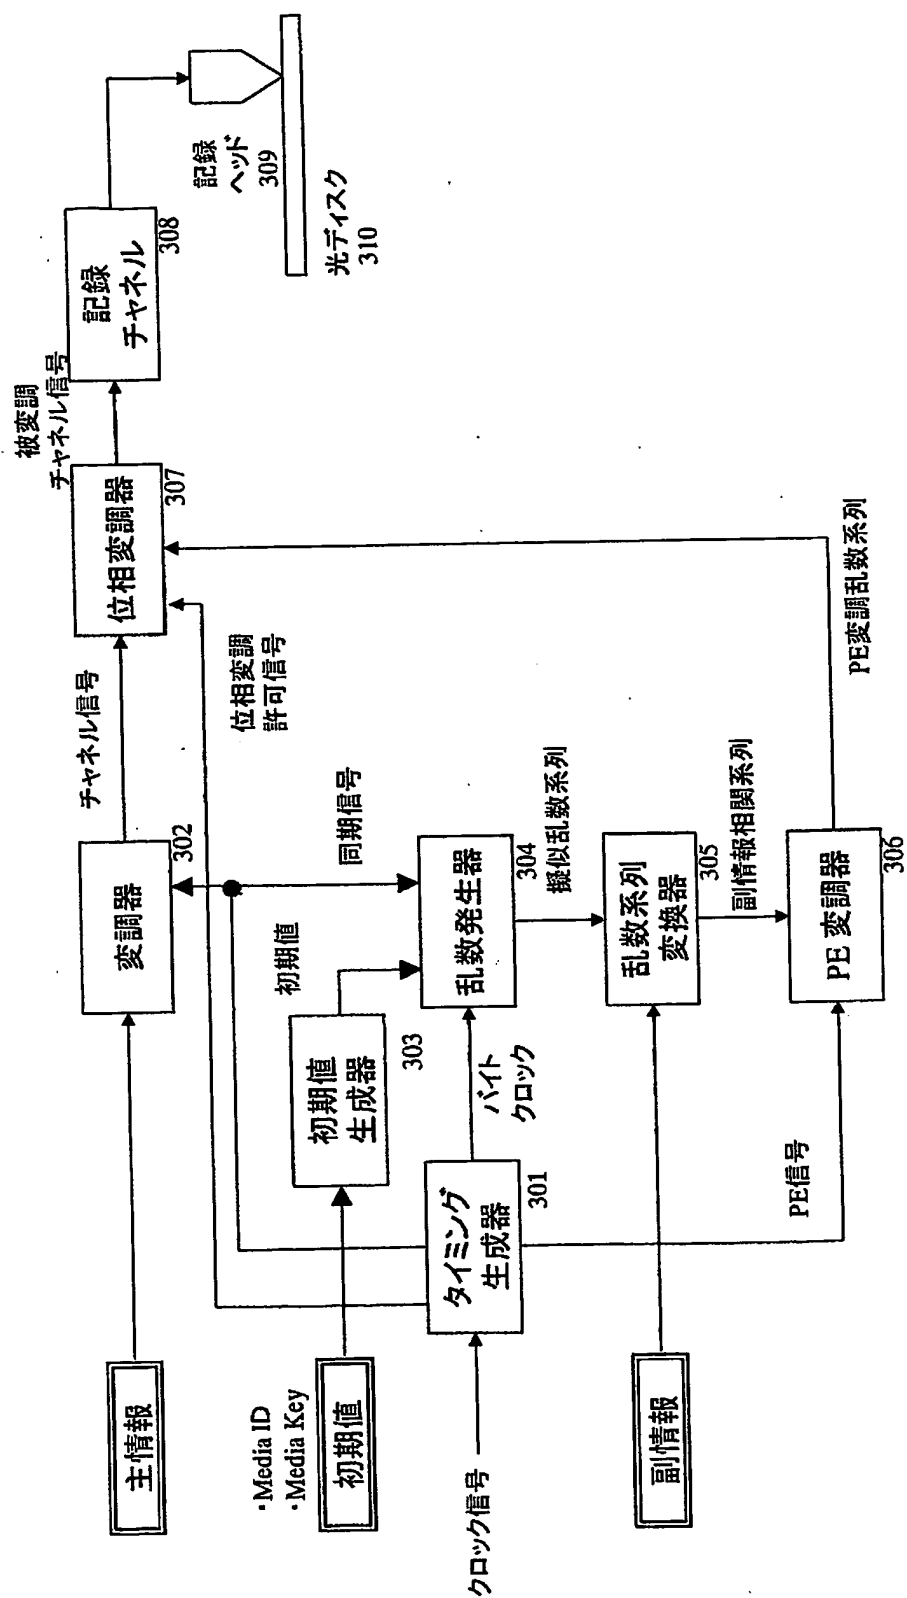 主情報
変調器
302
チャネル信号
位相変調器
307
被変調
チャネル信号
記録
チャネル
308
記録
ヘッド
309
光ディスク
310
・Media ID
・Media Key
初期値
初期値
生成器
303
初期値
同期信号
位相変調
許可信号
クロック信号
タイミング
生成器
301
バイト
クロック
乱数発生器
304
擬似乱数系列
副情報
乱数系列
変換器
305
副情報相関系列
PE信号
PE 変調器
306
PE変調乱数系列